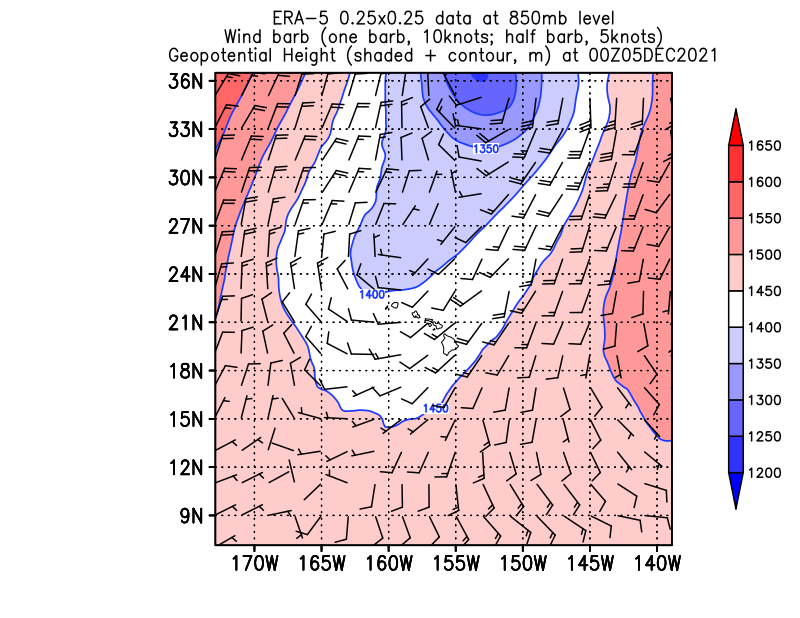 ERA-5 0.25x0.25 data at 850mb level
Wind barb (one barb, 10knots; half barb, 5knots)
Geopotential Height (shaded + contour, m) at 00Z05DEC2021
36N
33N
30N
27N
24N
21N
18N
15N
12N
9N
1350
1400
1450
170W 165W 160W 155W 150W 145W 140W
1650
1600
1550
1500
1450
1400
1350
1300
1250
1200